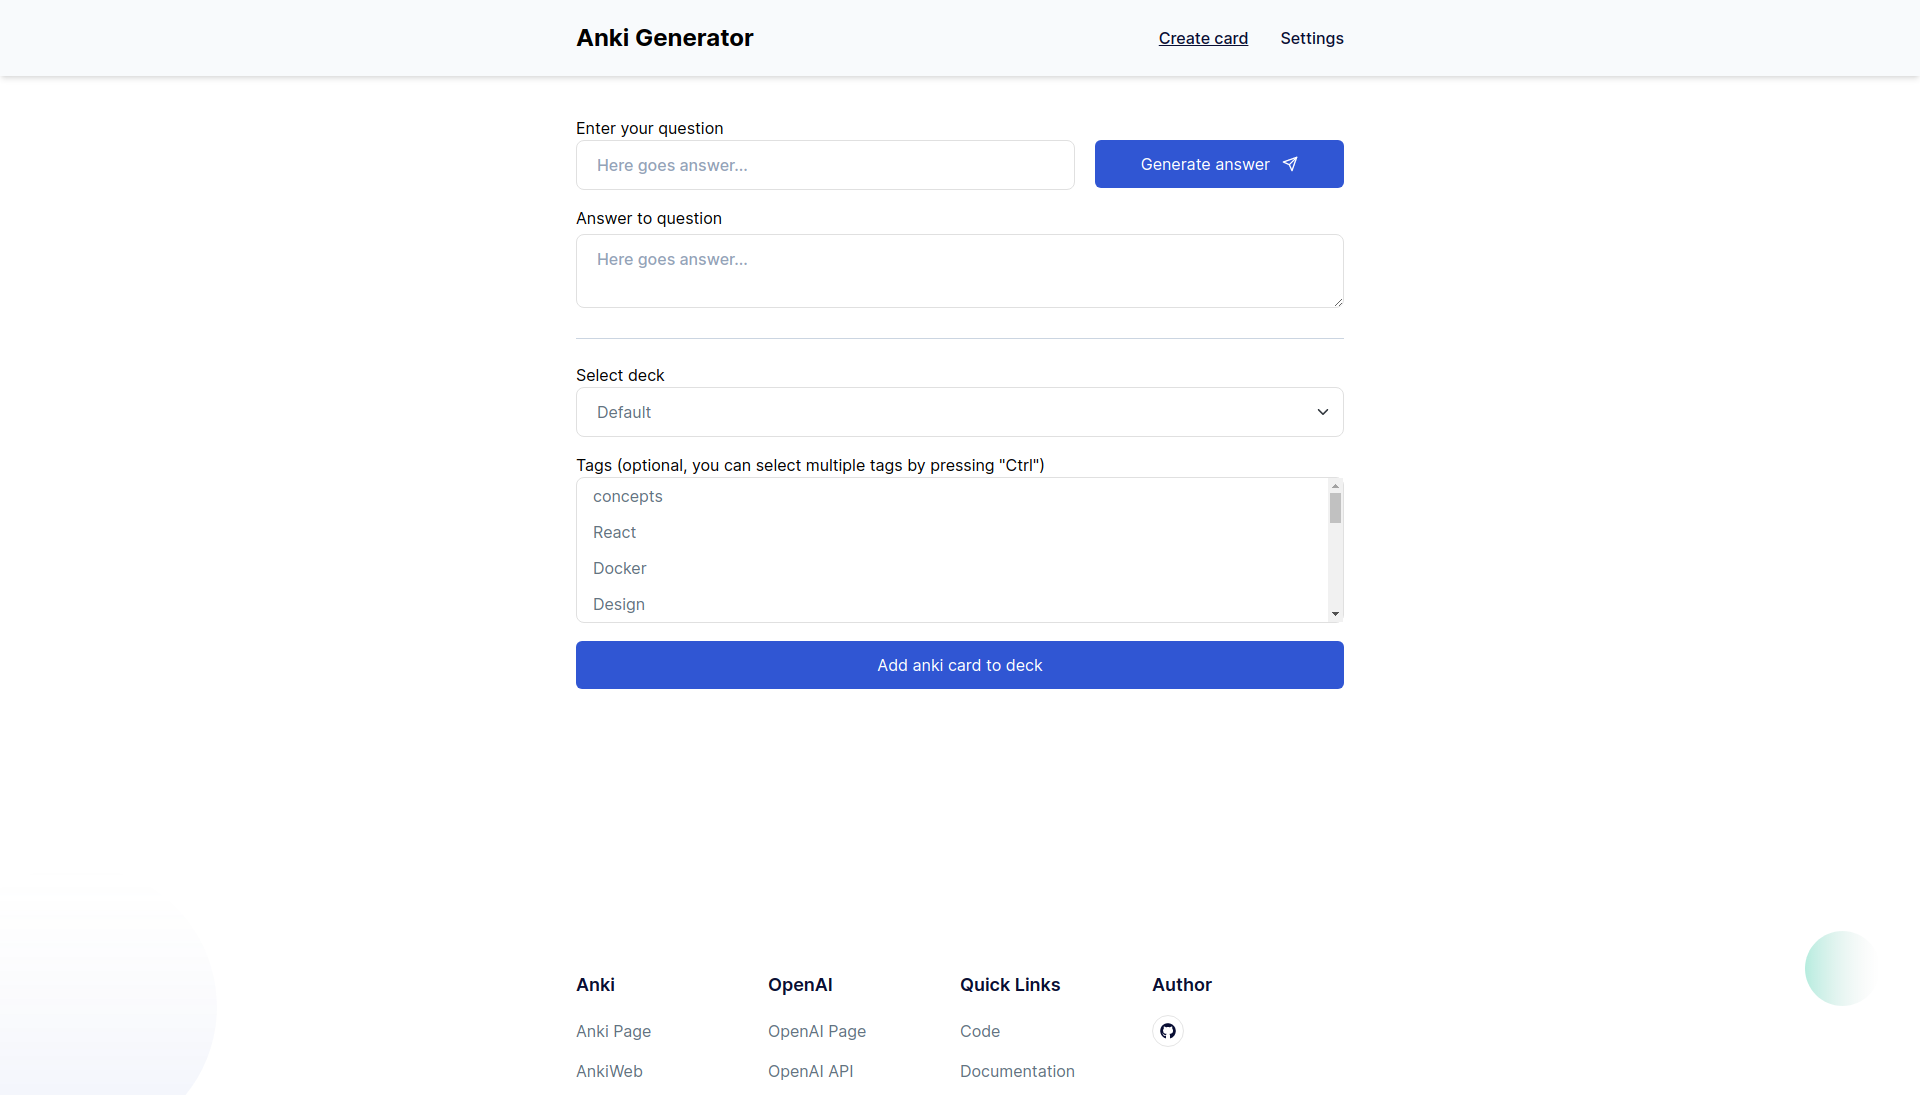 Anki Generator
Create card
Settings
Enter your question
Here goes answer...
Generate answer
Answer to question
Here goes answer...
Select deck
Default
Tags (optional, you can select multiple tags by pressing "Ctrl")
concepts
React
Docker
Design
Add anki card to deck
Anki
OpenAI
Quick Links
Author
Anki Page
OpenAI Page
Code
AnkiWeb
OpenAI API
Documentation